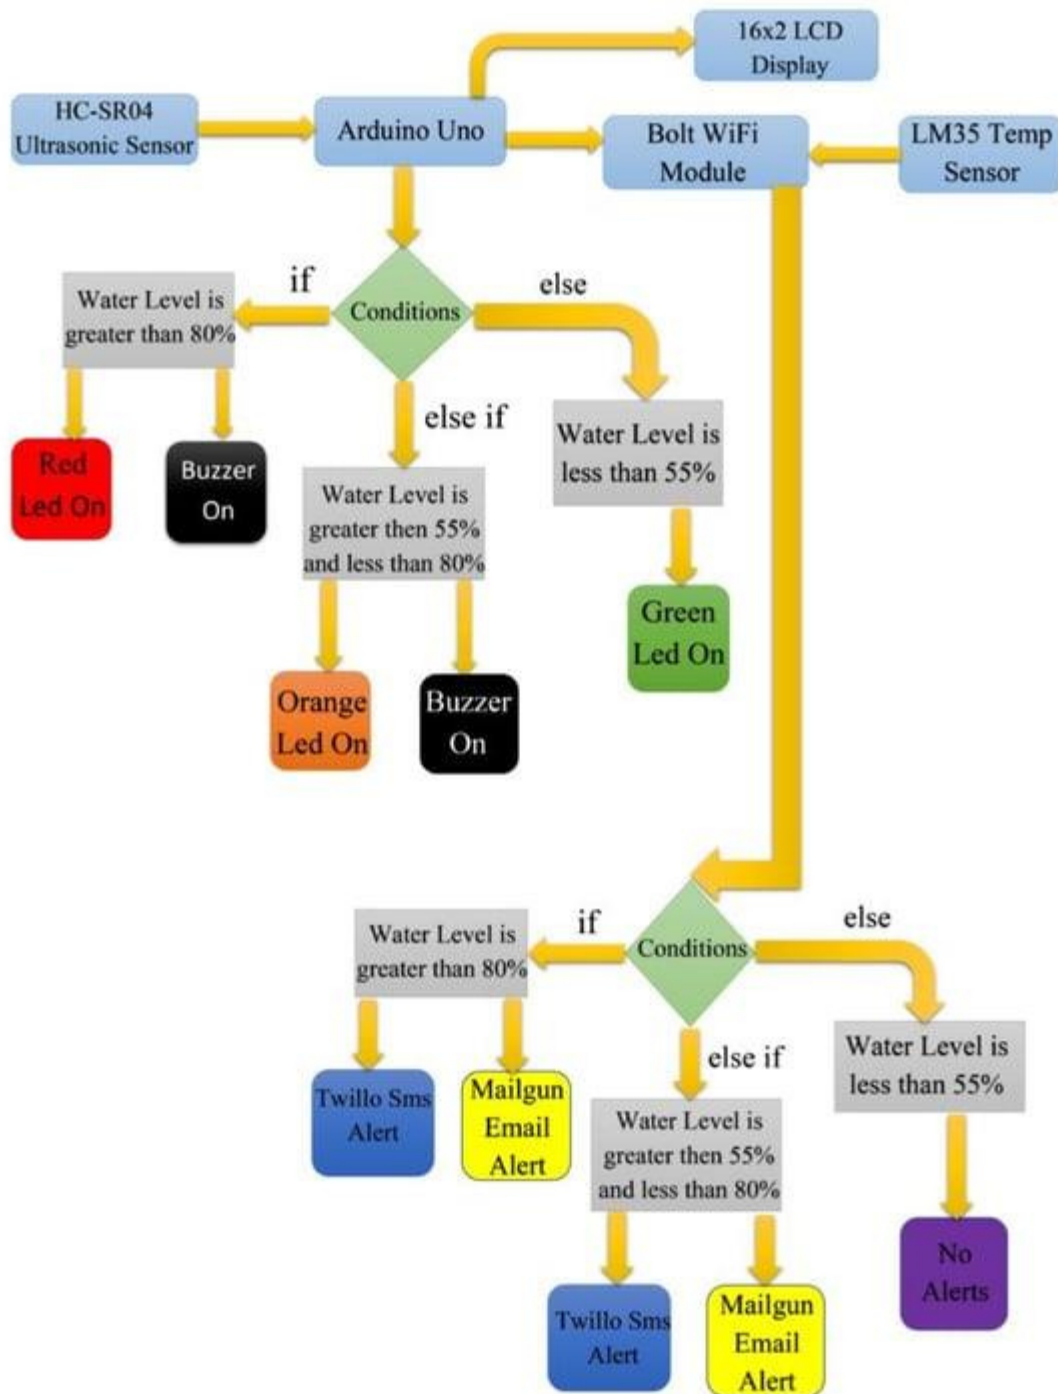 16x2 LCD
Display
HC-SR04
Ultrasonic Sensor
Arduino Uno
Bolt WiFi
Module
LM35 Temp
Sensor
if
else
Conditions
Water Level is
greater than 80%
else if
Water Level is
less than 55%
Red
Led On
Buzzer
On
Water Level is
greater then 55%
and less than 80%
Green
Led On
Orange
Led On
Buzzer
On
if
else
Conditions
Water Level is
greater than 80%
else if
Water Level is
less than 55%
Twillo Sms
Alert
Mailgun
Email
Alert
Water Level is
greater then 55%
and less than 80%
No
Alerts
Twillo Sms
Alert
Mailgun
Email
Alert